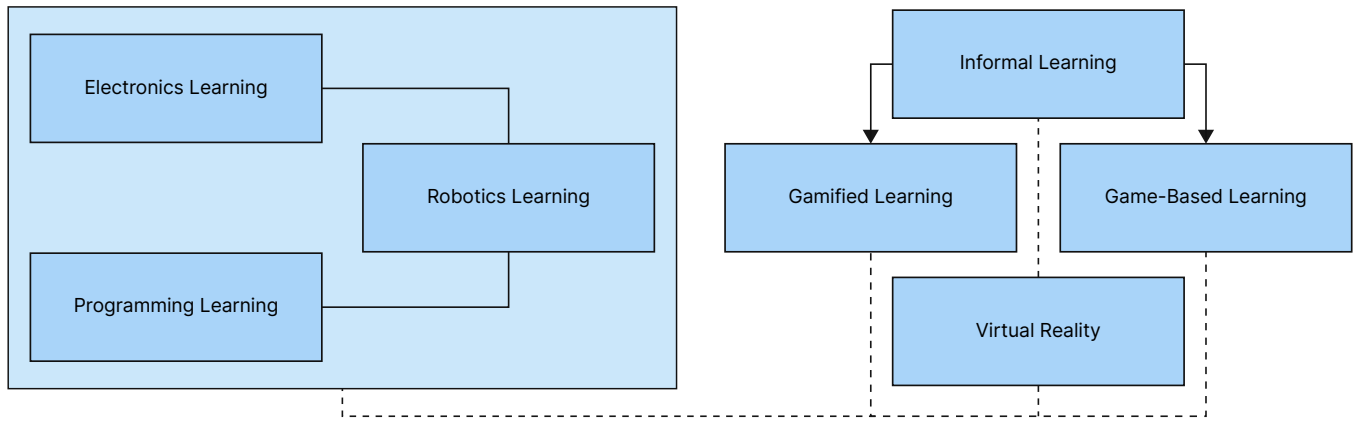 Electronics Learning
Robotics Learning
Programming Learning
Informal Learning
Gamified Learning
Game-Based Learning
Virtual Reality